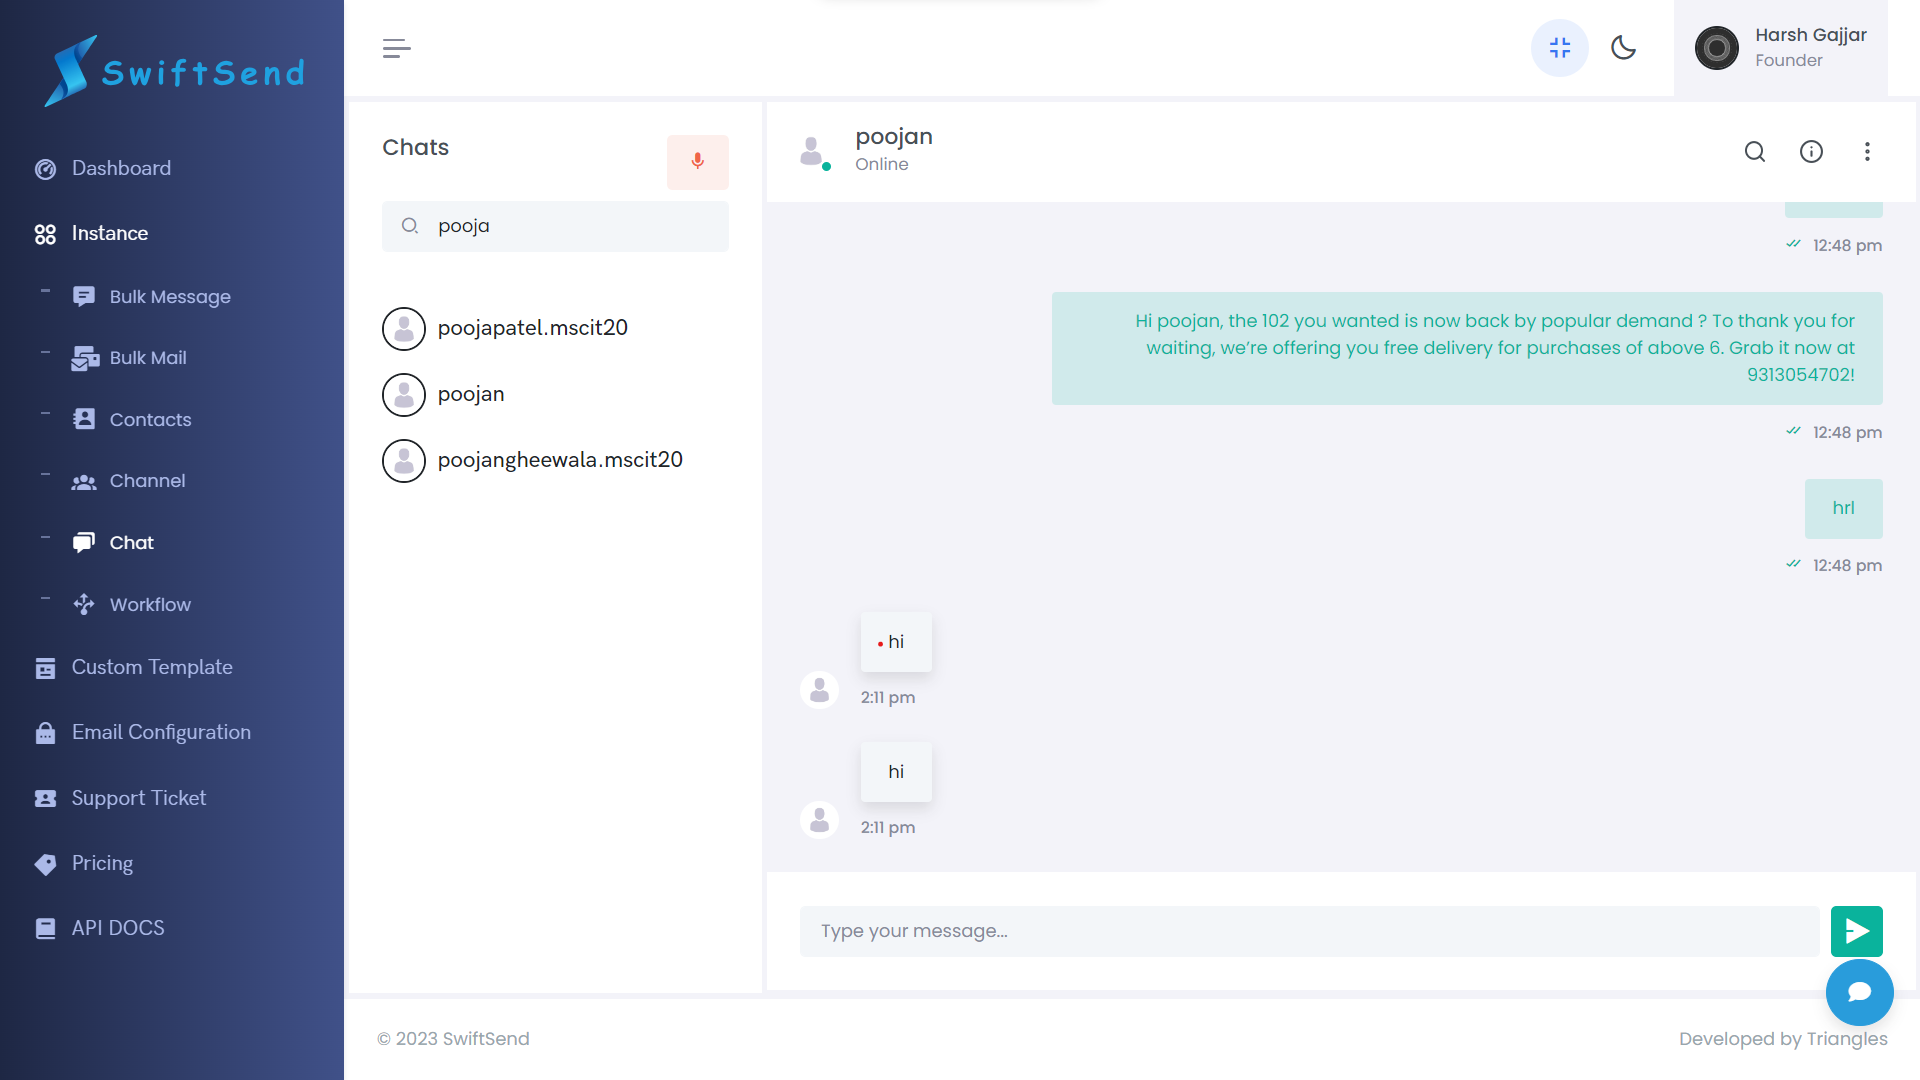 SwiftSend
Dashboard
Instance
Bulk Message
Bulk Mail
Contacts
Channel
Chat
Workflow
Custom Template
Email Configuration
Support Ticket
Pricing
API DOCS
Harsh Gajjar
Founder
Chats
pooja
poojapatel.mscit20
poojan
poojangheewala.mscit20
poojan
Online
12:48 pm
Hi poojan, the 102 you wanted is now back by popular demand ? To thank you for
waiting, we’re offering you free delivery for purchases of above 6. Grab it now at
9313054702!
12:48 pm
hrl
12:48 pm
hi
2:11 pm
hi
2:11 pm
Type your message...
© 2023 SwiftSend
Developed by Triangles